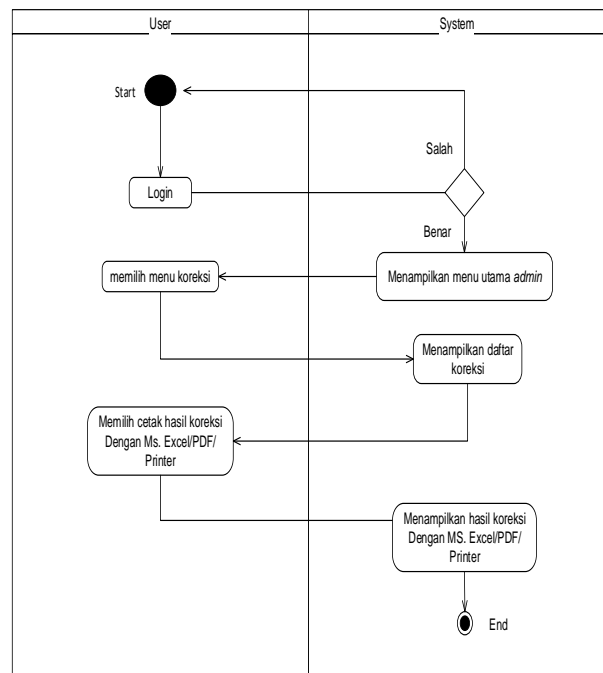 User
System
Start
Salah
Login
Benar
memilih menu koreksi
Menampilkan menu utama admin
Menampilkan daftar
koreksi
Memilih cetak hasil koreksi
Dengan Ms. Excel/PDF/
Printer
Menampilkan hasil koreksi
Dengan MS. Excel/PDF/
Printer
End